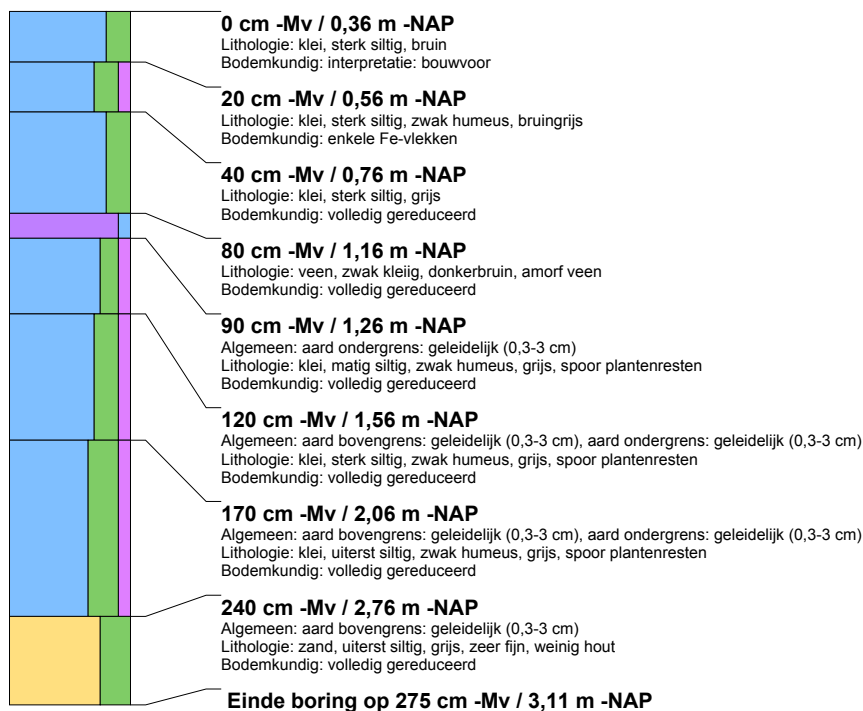 0 cm -Mv / 0,36 m -NAP
Lithologie: klei, sterk siltig, bruin
Bodemkundig: interpretatie: bouwvoor
20 cm -Mv / 0,56 m -NAP
Lithologie: klei, sterk siltig, zwak humeus, bruingrijs
Bodemkundig: enkele Fe-vlekken
40 cm -Mv / 0,76 m -NAP
Lithologie: klei, sterk siltig, grijs
Bodemkundig: volledig gereduceerd
80 cm -Mv / 1,16 m -NAP
Lithologie: veen, zwak kleiig, donkerbruin, amorf veen
Bodemkundig: volledig gereduceerd
90 cm -Mv / 1,26 m -NAP
Algemeen: aard ondergrens: geleidelijk (0,3-3 cm)
Lithologie: klei, matig siltig, zwak humeus, grijs, spoor plantenresten
Bodemkundig: volledig gereduceerd
120 cm -Mv / 1,56 m -NAP
Algemeen: aard bovengrens: geleidelijk (0,3-3 cm), aard ondergrens: geleidelijk (0,3-3 cm)
Lithologie: klei, sterk siltig, zwak humeus, grijs, spoor plantenresten
Bodemkundig: volledig gereduceerd
170 cm -Mv / 2,06 m -NAP
Algemeen: aard bovengrens: geleidelijk (0,3-3 cm), aard ondergrens: geleidelijk (0,3-3 cm)
Lithologie: klei, uiterst siltig, zwak humeus, grijs, spoor plantenresten
Bodemkundig: volledig gereduceerd
240 cm -Mv / 2,76 m -NAP
Algemeen: aard bovengrens: geleidelijk (0,3-3 cm)
Lithologie: zand, uiterst siltig, grijs, zeer fijn, weinig hout
Bodemkundig: volledig gereduceerd
Einde boring op 275 cm -Mv / 3,11 m -NAP